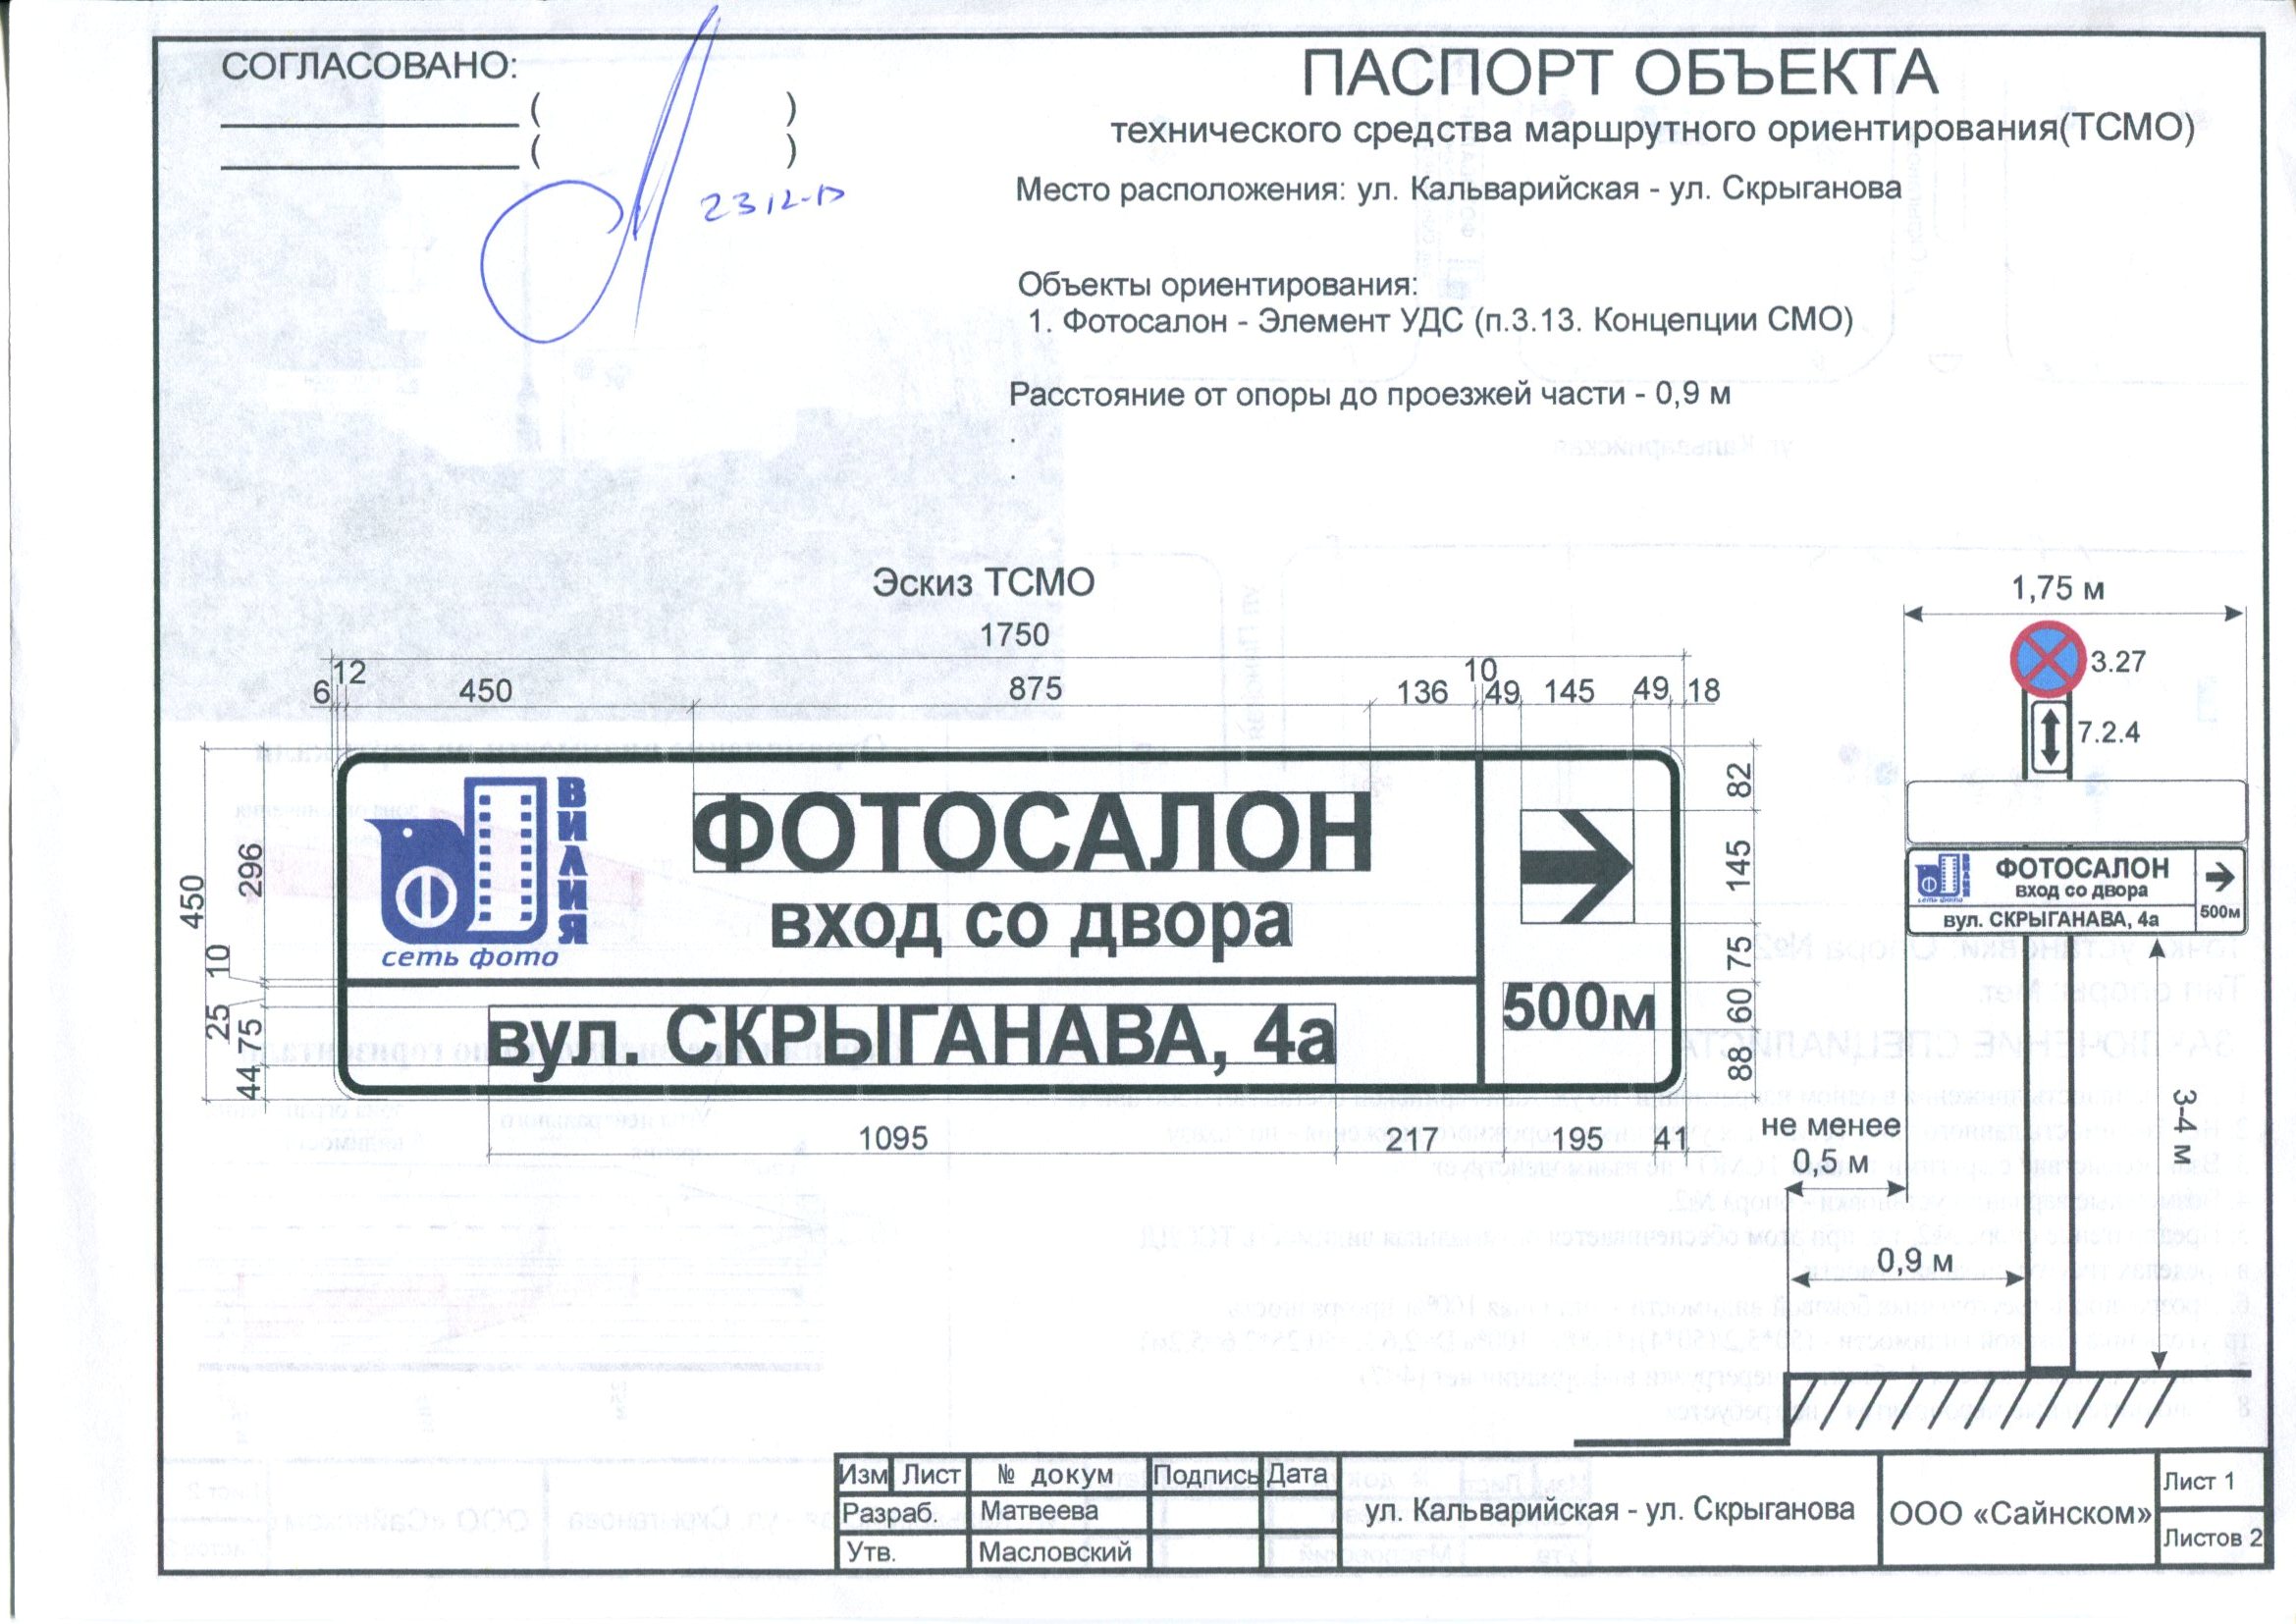 СОГЛАСОВАНО:
( )
( )
ПАСПОРТ ОБЪЕКТА
технического средства маршрутного ориентирования(ТСМО)
Место расположения: ул. Кальварийская - ул. Скрыганова
Объекты ориентирования:
1. Фотосалон - Элемент УДС (п.3.13. Концепции СМО)
Расстояние от опоры до проезжей части - 0,9 м
.
.
Эскиз ТСМО
1750
6 12 450 875 136 10 49 145 49 18
450 296 10 25 75 44
ВИЛИЯ
сеть фото
ФОТОСАЛОН
вход со двора
вул. СКРЫГАНАВА, 4а
500м
82 145 75 60 88
1095 217 195 41
1,75 м
3.27
7.2.4
ВИЛИЯ
сеть фото
ФОТОСАЛОН
вход со двора
вул. СКРЫГАНАВА, 4а
500м
3-4 м
не менее
0,5 м
0,9 м
Изм Лист № докум Подпись Дата
Разраб. Матвеева
Утв. Масловский
ул. Кальварийская - ул. Скрыганова
ООО «Сайнском»
Лист 1
Листов 2